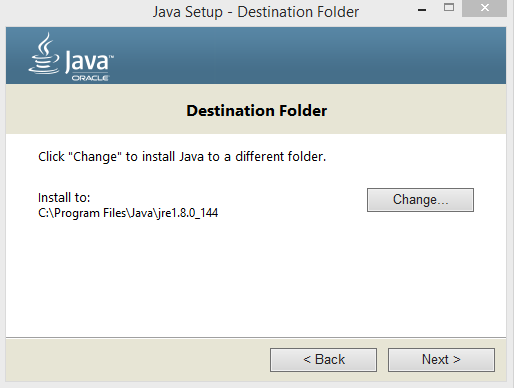 Java Setup - Destination Folder
Java™
ORACLE
Destination Folder
Click "Change" to install Java to a different folder.
Install to:
Change...
C:\Program Files\Java\jre1.8.0_144
< Back
Next >